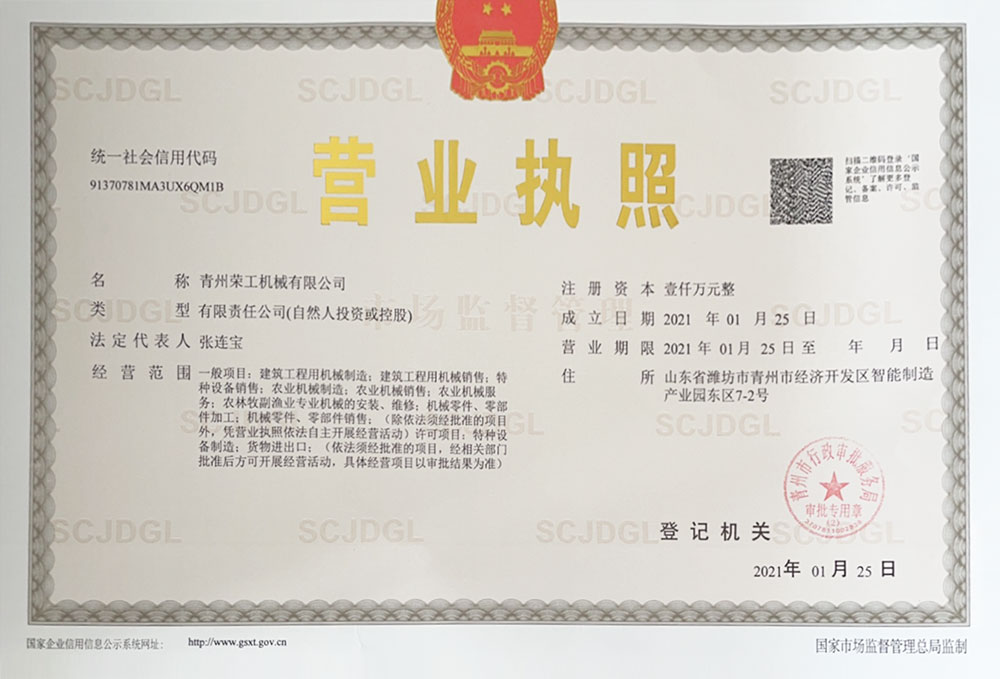 营业执照
统一社会信用代码
91370781MA3UX6QM1B
扫描二维码登录‘国
家企业信用信息公示
系统’了解更多登
记、备案、许可、监
管信息
名 称 青州荣工机械有限公司
类 型 有限责任公司(自然人投资或控股)
法定代表人 张连宝
经营范围 一般项目：建筑工程用机械制造；建筑工程用机械销售；特
种设备销售；农业机械制造；农业机械销售；农业机械服
务；农林牧副渔业专业机械的安装、维修；机械零件、零部
件加工；机械零件、零部件销售；（除依法须经批准的项目
外，凭营业执照依法自主开展经营活动）许可项目：特种设
备制造；货物进出口；（依法须经批准的项目，经相关部门
批准后方可开展经营活动，具体经营项目以审批结果为准）
注册资本 壹仟万元整
成立日期 2021 年 01 月 25 日
营业期限 2021 年 01月 25日至 年 月 日
住 所 山东省潍坊市青州市经济开发区智能制造
产业园东区7-2号
青州市行政审批服务局
审批专用章
(2)
登记机关
2021年 01月 25日
国家企业信用信息公示系统网址： http://www.gsxt.gov.cn
国家市场监督管理总局监制
SCJDGL SCJDGL SCJDGL SCJDGL
SCJDGL SCJDGL SCJDGL
市场监督管理
SCJDGL SCJDGL
SCJDGL SCJDGL
SCJDGL SCJDGL SCJDGL SCJDGL